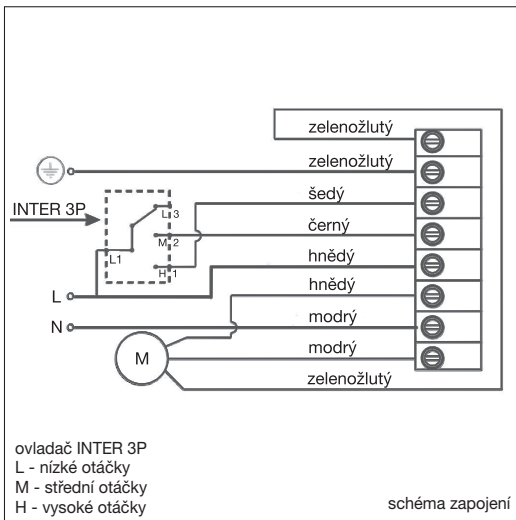 zelenožlutý
zelenožlutý
šedý
INTER 3P
L 3
černý
M 2
L1
hnědý
H 1
hnědý
L
modrý
N
modrý
M
zelenožlutý
ovladač INTER 3P
L - nízké otáčky
M - střední otáčky
H - vysoké otáčky
schéma zapojení